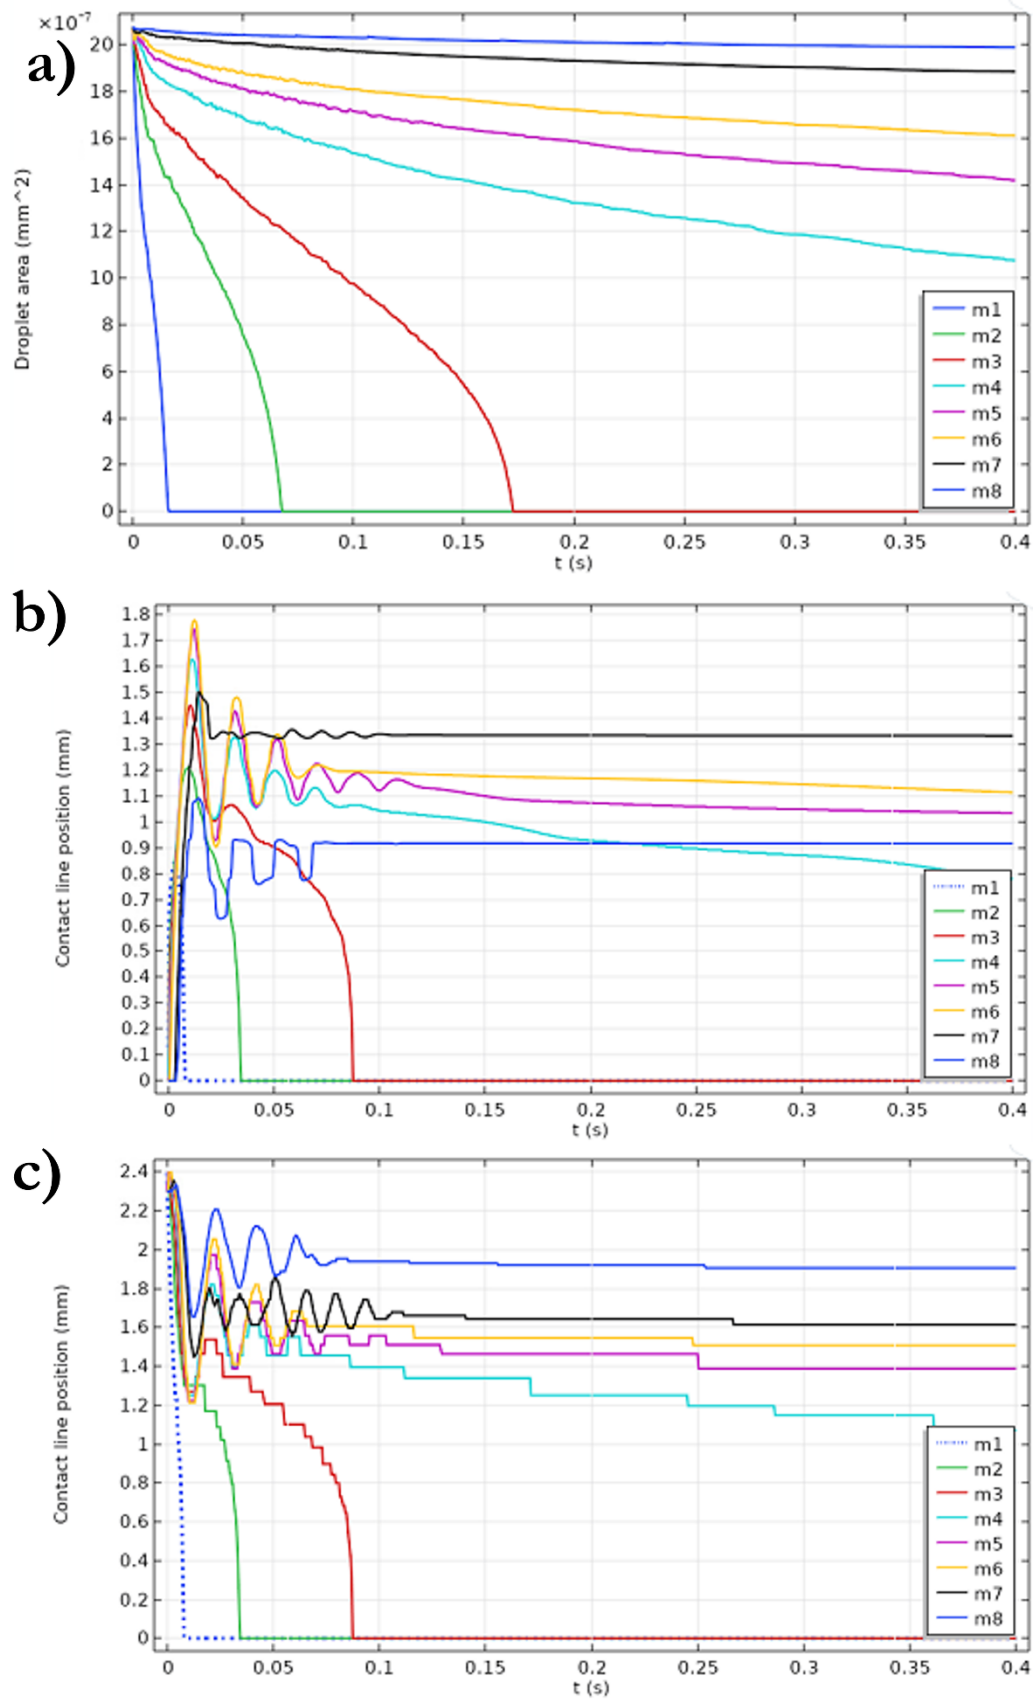 ×10⁻⁷
a)
20
18
16
14
12
10
8
6
4
2
0
Droplet area (mm^2)
m1
m2
m3
m4
m5
m6
m7
m8
0 0.05 0.1 0.15 0.2 0.25 0.3 0.35 0.4
t (s)
b)
1.8
1.7
1.6
1.5
1.4
1.3
1.2
1.1
1
0.9
0.8
0.7
0.6
0.5
0.4
0.3
0.2
0.1
0
Contact line position (mm)
m1
m2
m3
m4
m5
m6
m7
m8
0 0.05 0.1 0.15 0.2 0.25 0.3 0.35 0.4
t (s)
c)
2.4
2.2
2
1.8
1.6
1.4
1.2
1
0.8
0.6
0.4
0.2
0
Contact line position (mm)
m1
m2
m3
m4
m5
m6
m7
m8
0 0.05 0.1 0.15 0.2 0.25 0.3 0.35 0.4
t (s)